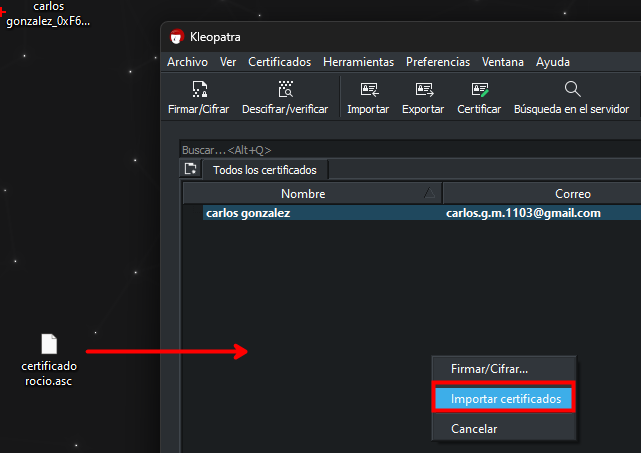 carlos
gonzalez_0xF6...
Kleopatra
Archivo Ver Certificados Herramientas Preferencias Ventana Ayuda
Firmar/Cifrar Descifrar/verificar Importar Exportar Certificar Búsqueda en el servidor
Buscar...<Alt+Q>
Todos los certificados
Nombre Correo
carlos gonzalez carlos.g.m.1103@gmail.com
certificado
rocio.asc
Firmar/Cifrar...
Importar certificados
Cancelar